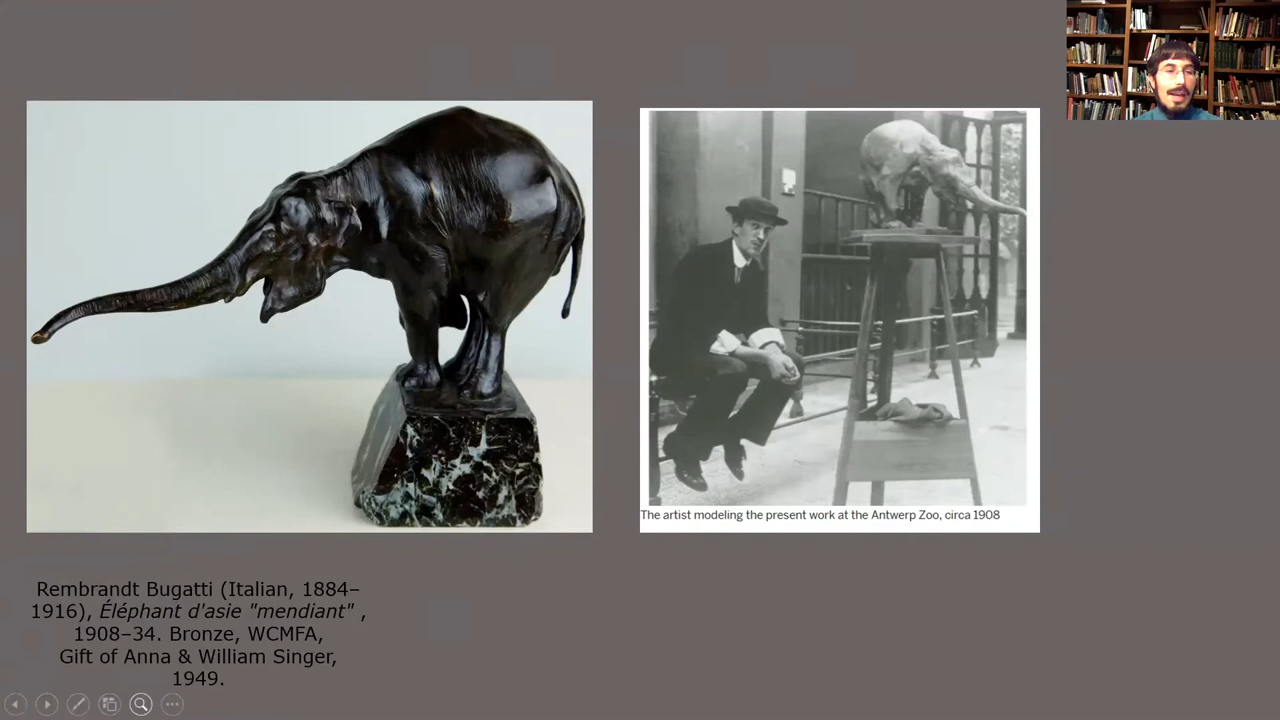 The artist modeling the present work at the Antwerp Zoo, circa 1908
Rembrandt Bugatti (Italian, 1884–
1916), Éléphant d'asie "mendiant" ,
1908–34. Bronze, WCMFA,
Gift of Anna & William Singer,
1949.